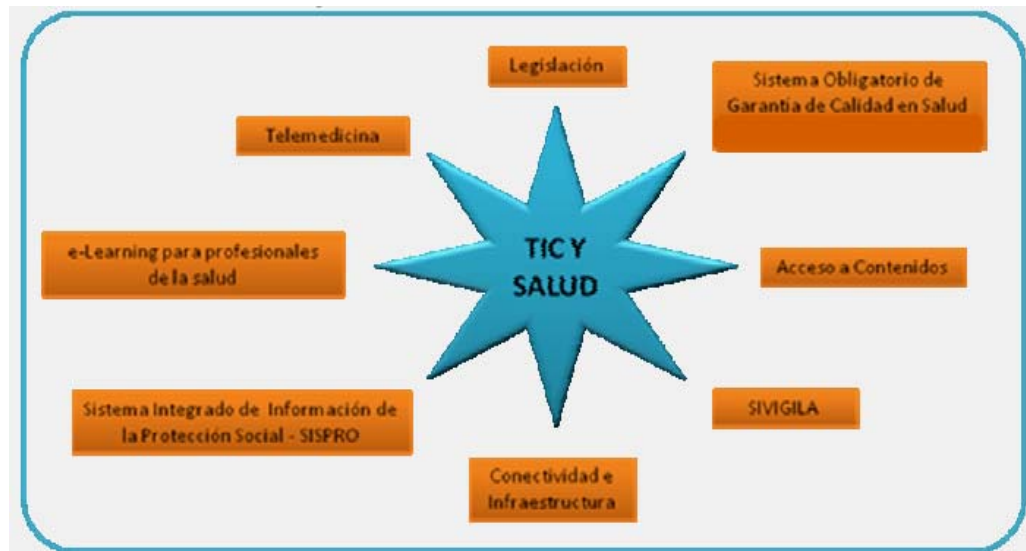 Legislación
Sistema Obligatorio de
Garantía de Calidad en Salud
Telemedicina
e-Learning para profesionales
de la salud
TIC Y
SALUD
Acceso a Contenidos
Sistema Integrado de Información de
la Protección Social - SISPRO
SIVIGILA
Conectividad e
Infraestructura